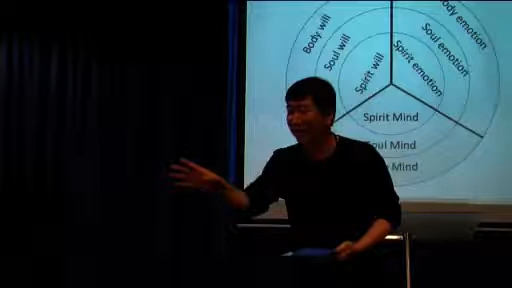 Body will
Soul will
Spirit will
Body emotion
Soul emotion
Spirit emotion
Spirit Mind
Soul Mind
Mind